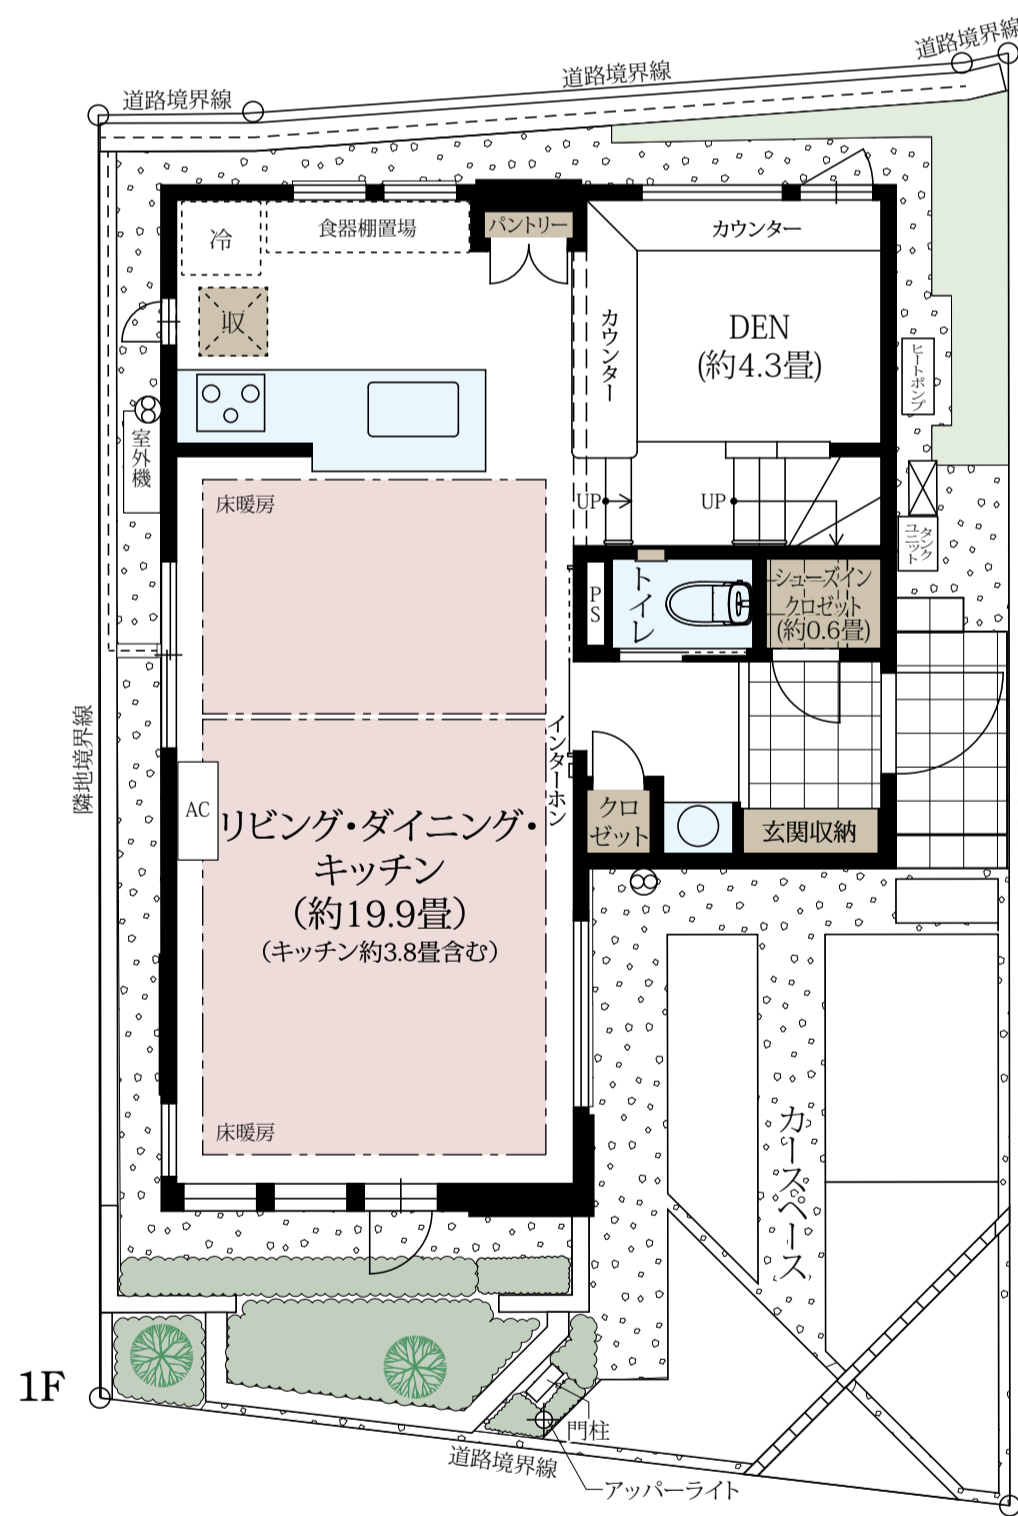 道路境界線
道路境界線
道路境界線
冷
食器棚置場
パントリー
カウンター
収
カウンター
DEN
(約4.3畳)
ヒートポンプ
室外機
床暖房
UP
UP
タンク
ユニット
PS
トイレ
シューズイン
クロゼット
(約0.6畳)
隣地境界線
インターホン
AC
リビング・ダイニング・
キッチン
(約19.9畳)
(キッチン約3.8畳含む)
クロ
ゼット
玄関収納
床暖房
カースペース
1F
門柱
道路境界線
アッパーライト